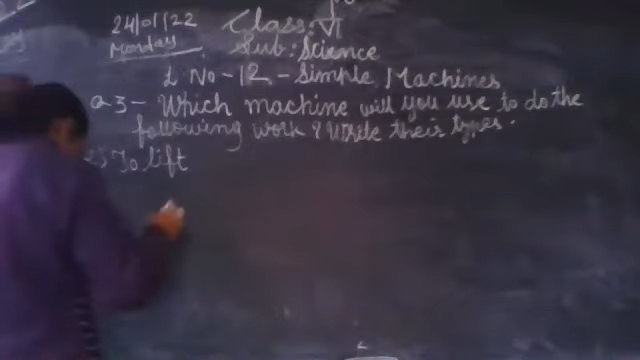 24/01/22 Class: VI
Monday Sub: Science
L No - 12 - Simple Machines
Q 3 - Which machine will you use to do the
following work & Write their types.
To lift